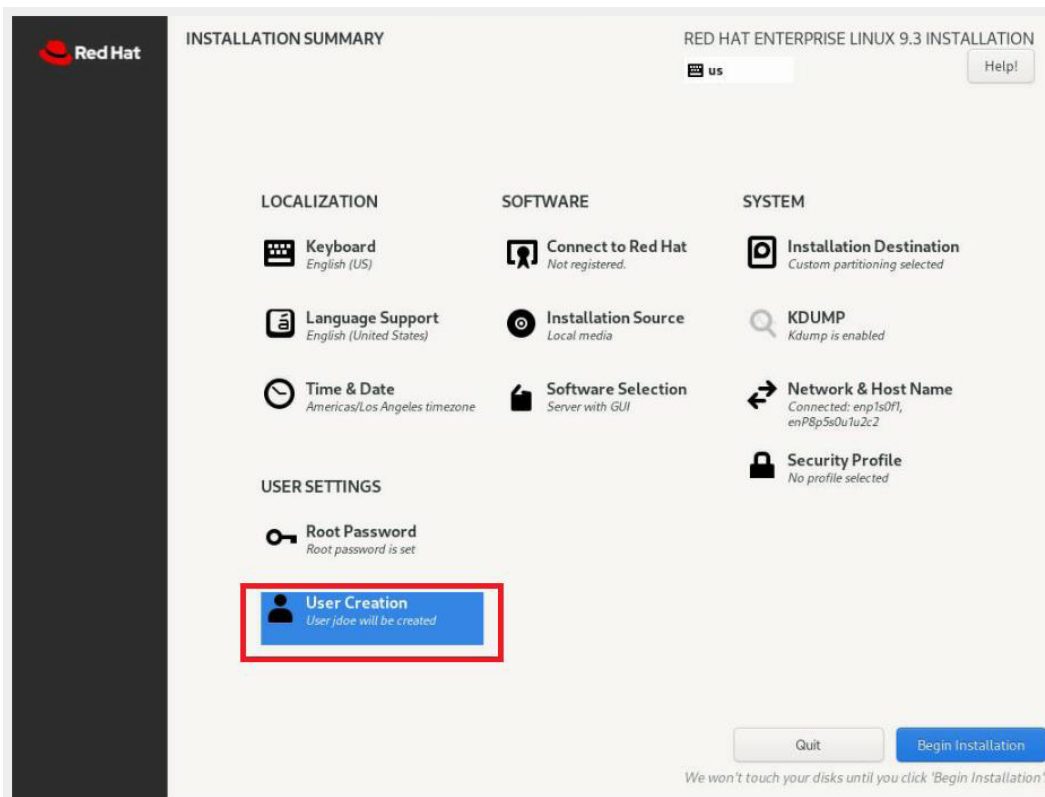 Red Hat
INSTALLATION SUMMARY
RED HAT ENTERPRISE LINUX 9.3 INSTALLATION
us
Help!
LOCALIZATION
Keyboard
English (US)
Language Support
English (United States)
Time & Date
Americas/Los Angeles timezone
SOFTWARE
Connect to Red Hat
Not registered.
Installation Source
Local media
Software Selection
Server with GUI
SYSTEM
Installation Destination
Custom partitioning selected
KDUMP
Kdump is enabled
Network & Host Name
Connected: enp1s0f1,
enP8p5s0u1u2c2
Security Profile
No profile selected
USER SETTINGS
Root Password
Root password is set
User Creation
User jdoe will be created
Quit
Begin Installation
We won't touch your disks until you click 'Begin Installation'